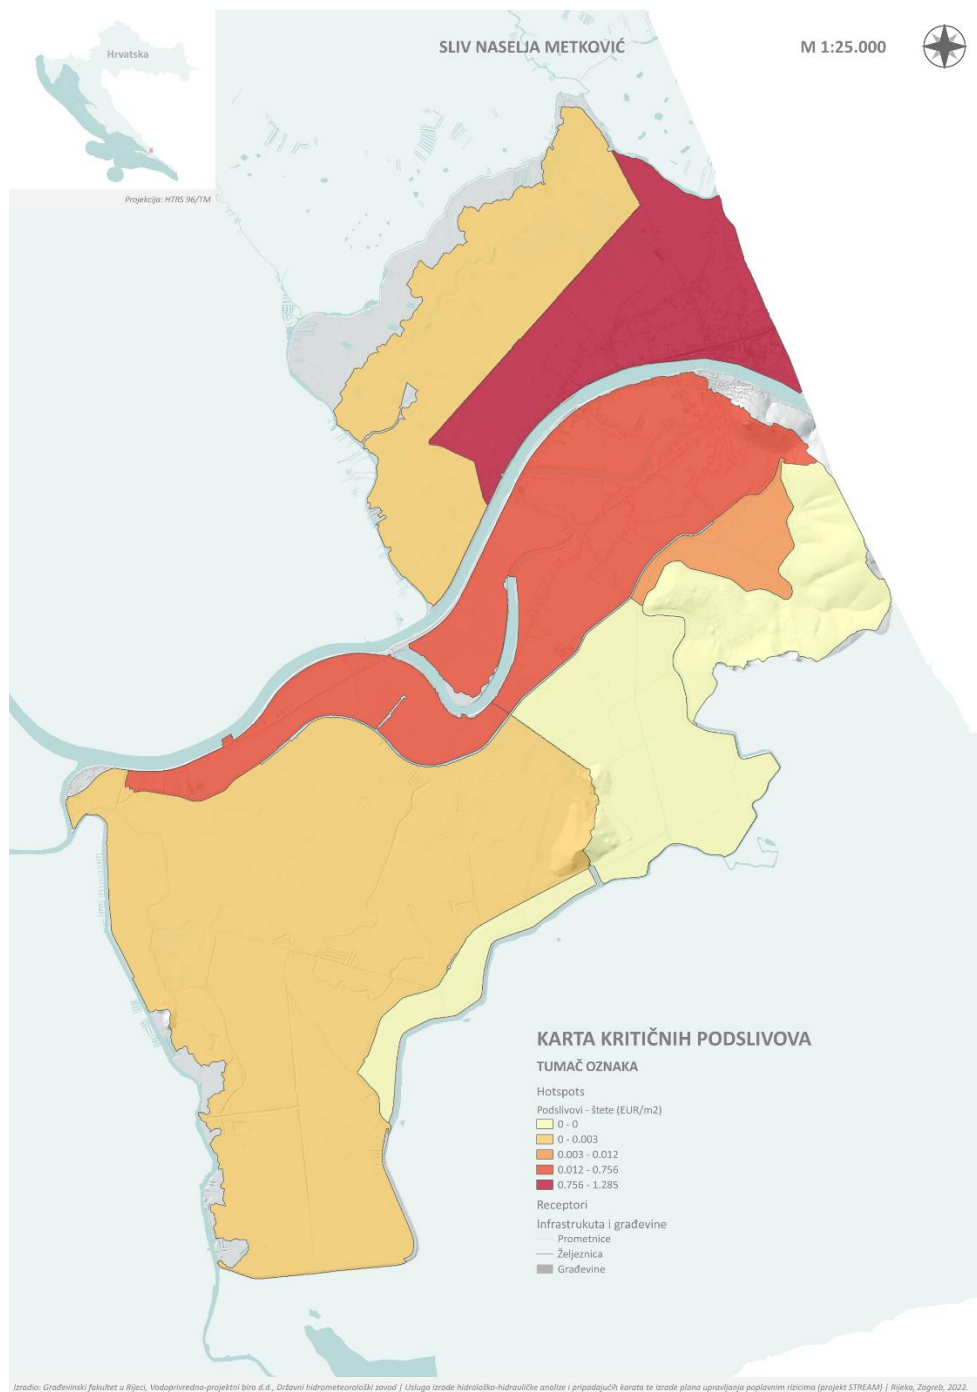 SLIV NASELJA METKOVIĆ
M 1:25.000
Hrvatska
Projekcija: HTRS 96/TM
KARTA KRITIČNIH PODSLIVOVA
TUMAČ OZNAKA
Hotspots
Podslivovi - štete (EUR/m2)
0 - 0
0 - 0.003
0.003 - 0.012
0.012 - 0.756
0.756 - 1.285
Receptori
Infrastrukuta i građevine
Prometnice
Željeznica
Građevine
Izradio: Građevinski fakultet u Rijeci, Vodoprivredno-projektni biro d.d., Državni hidrometeorološki zavod | Usluga izrade hidrološko-hidrauličke analize i pripadajućih karata te izrade plana upravljanja poplavnim rizicima (projekt STREAM) | Rijeka, Zagreb, 2022.